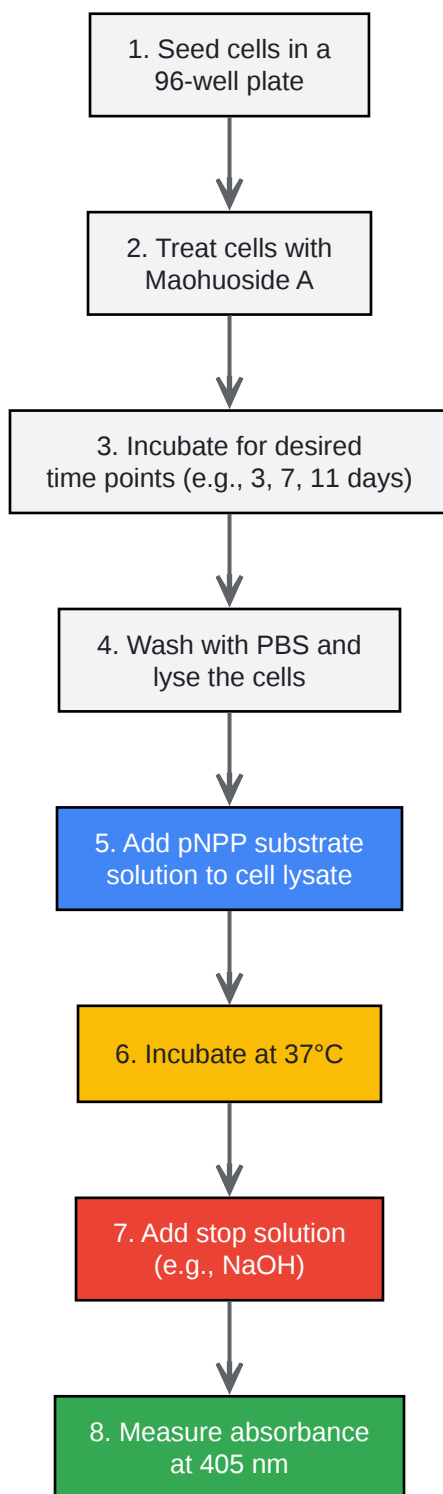 1. Seed cells in a
96-well plate
2. Treat cells with
Maohuoside A
3. Incubate for desired
time points (e.g., 3, 7, 11 days)
4. Wash with PBS and
lyse the cells
5. Add pNPP substrate
solution to cell lysate
6. Incubate at 37°C
7. Add stop solution
(e.g., NaOH)
8. Measure absorbance
at 405 nm